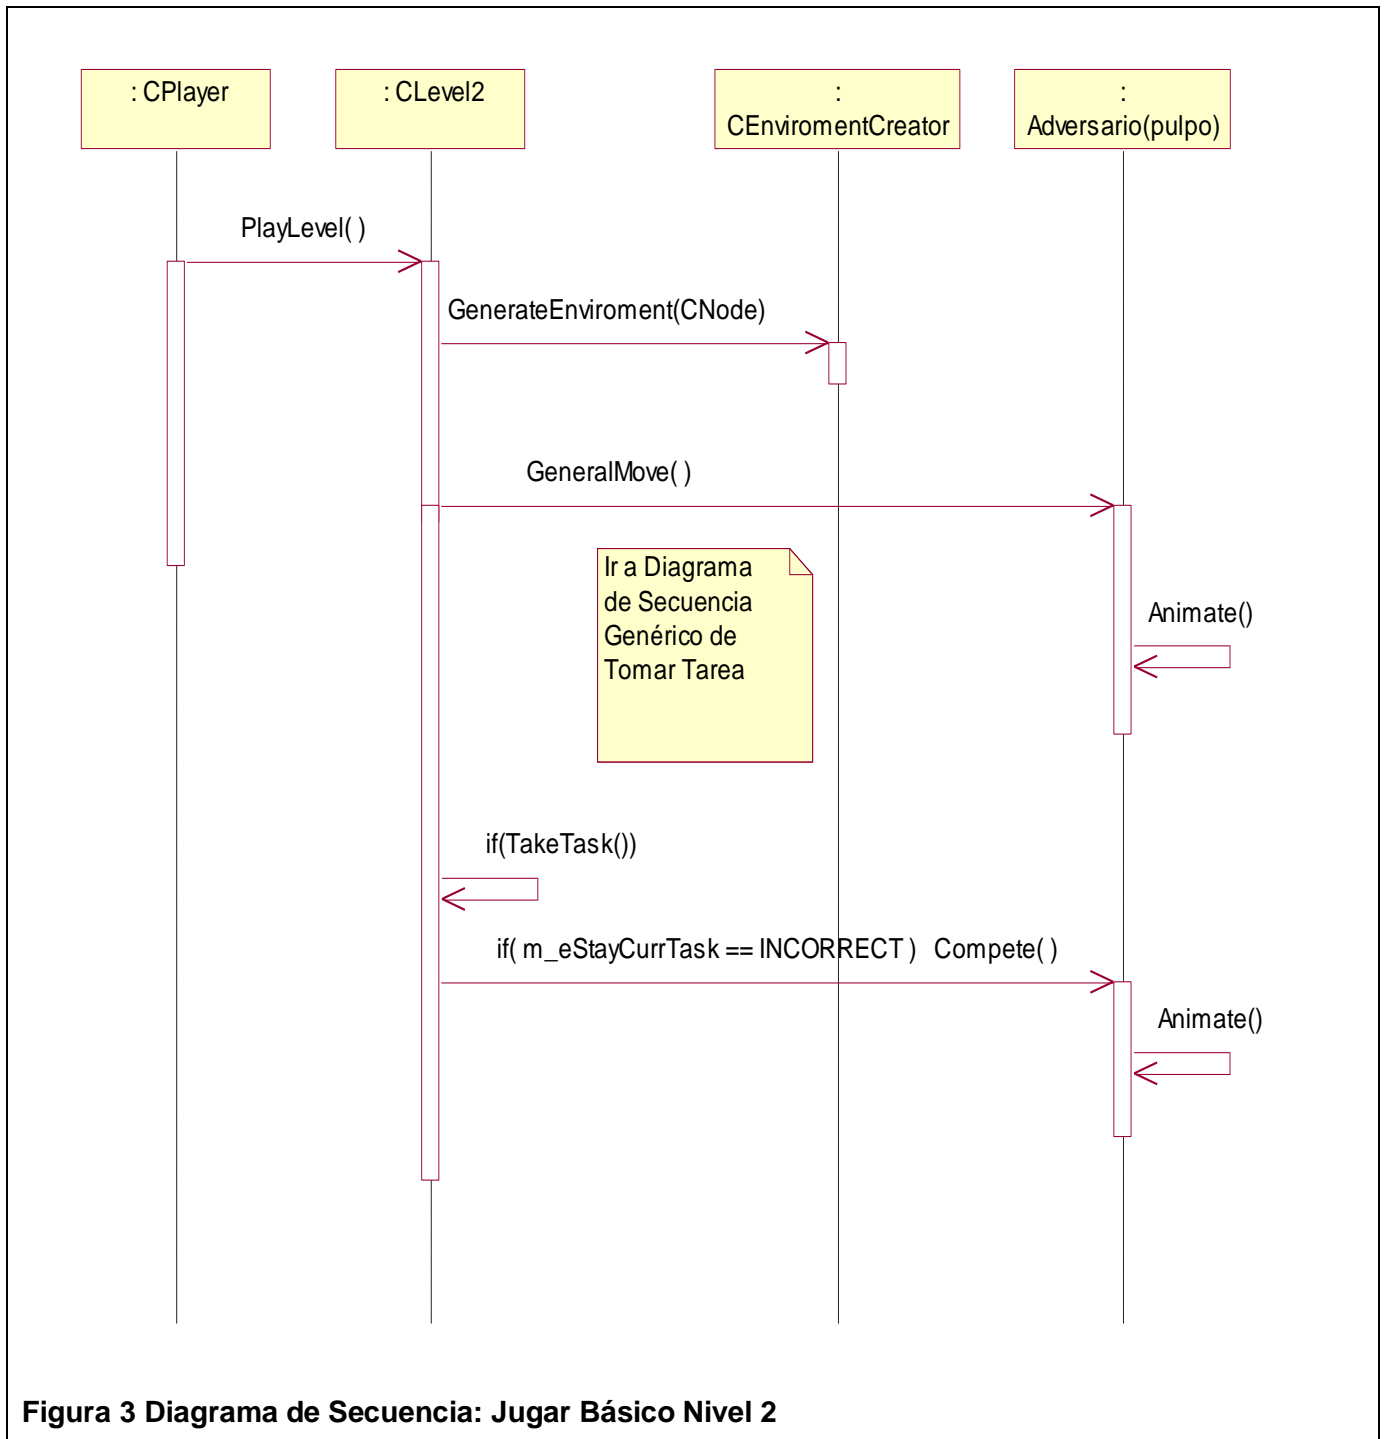 : CPlayer
: CLevel2
:
CEnviromentCreator
:
Adversario(pulpo)
PlayLevel( )
GenerateEnviroment(CNode)
GeneralMove( )
Ir a Diagrama
de Secuencia
Genérico de
Tomar Tarea
Animate()
if(TakeTask())
if( m_eStayCurrTask == INCORRECT ) Compete( )
Animate()
Figura 3 Diagrama de Secuencia: Jugar Básico Nivel 2